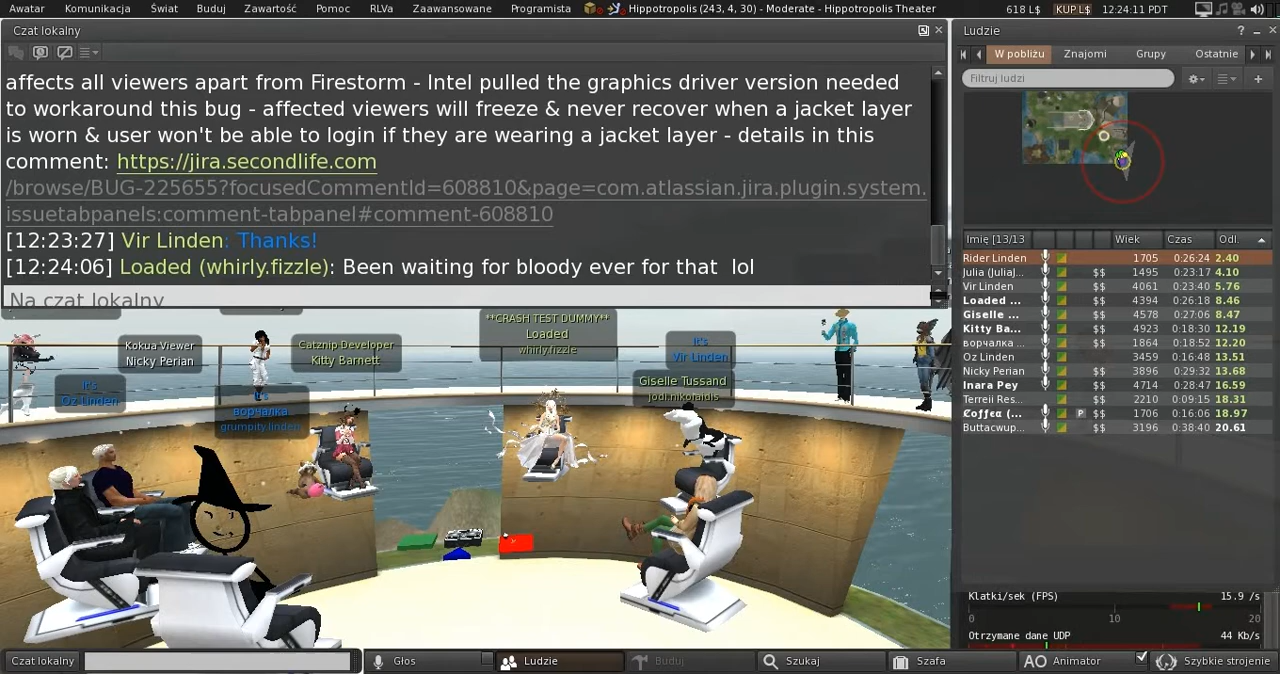 Awatar Komunikacja Świat Buduj Zawartość Pomoc RLVa Zaawansowane Programista Hippotropolis (243, 4, 30) - Moderate - Hippotropolis Theater 618 L$ KUP L$ 12:24:11 PDT
Czat lokalny
affects all viewers apart from Firestorm - Intel pulled the graphics driver version needed
to workaround this bug - affected viewers will freeze & never recover when a jacket layer
is worn & user won't be able to login if they are wearing a jacket layer - details in this
comment: https://jira.secondlife.com
/browse/BUG-225655?focusedCommentId=608810&page=com.atlassian.jira.plugin.system.
issuetabpanels:comment-tabpanel#comment-608810
[12:23:27] Vir Linden: Thanks!
[12:24:06] Loaded (whirly.fizzle): Been waiting for bloody ever for that lol
Na czat lokalny
Kokua Viewer
Nicky Perian
Catznip Developer
Kitty Barnett
**CRASH TEST DUMMY**
Loaded
whirly.fizzle
It's
Vir Linden
Giselle Tussand
jodi.nikolaidis
It's
Oz Linden
ворчалка
grumpity.linden
Ludzie
W pobliżu Znajomi Grupy Ostatnie
Filtruj ludzi
Imię [13/13 Wiek Czas Odl.
Rider Linden 1705 0:26:24 2.40
Julia (JuliaJ... $$ 1495 0:23:17 4.10
Vir Linden $$ 4061 0:23:40 5.76
Loaded ... $$ 4394 0:26:18 8.46
Giselle ... $$ 4578 0:27:06 8.47
Kitty Ba... $$ 4923 0:18:30 12.19
ворчалка ... $$ 1864 0:18:52 12.20
Oz Linden 3459 0:16:48 13.51
Nicky Perian $$ 3896 0:29:32 13.68
Inara Pey $$ 4714 0:28:47 16.59
Terreii Res... $$ 2210 0:09:15 18.31
P $$ 1706 0:16:06 18.97
Buttacwup... $$ 3196 0:38:40 20.61
Klatki/sek (FPS) 15.9 /s
0 10 20
Otrzymane dane UDP 44 Kb/s
Czat lokalny Głos Ludzie Buduj Szukaj Szafa AO Animator Szybkie strojenie